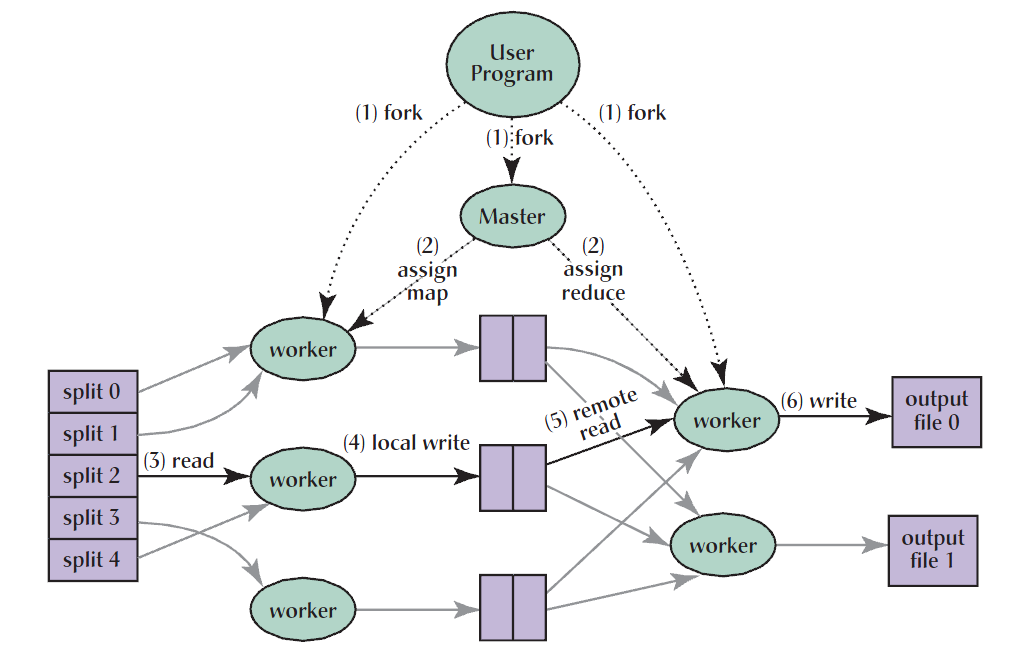 User
Program
(1) fork
(1) fork
(1) fork
Master
(2)
assign
map
(2)
assign
reduce
worker
split 0
split 1
split 2
split 3
split 4
(3) read
worker
(4) local write
(5) remote
read
worker
(6) write
output
file 0
worker
output
file 1
worker